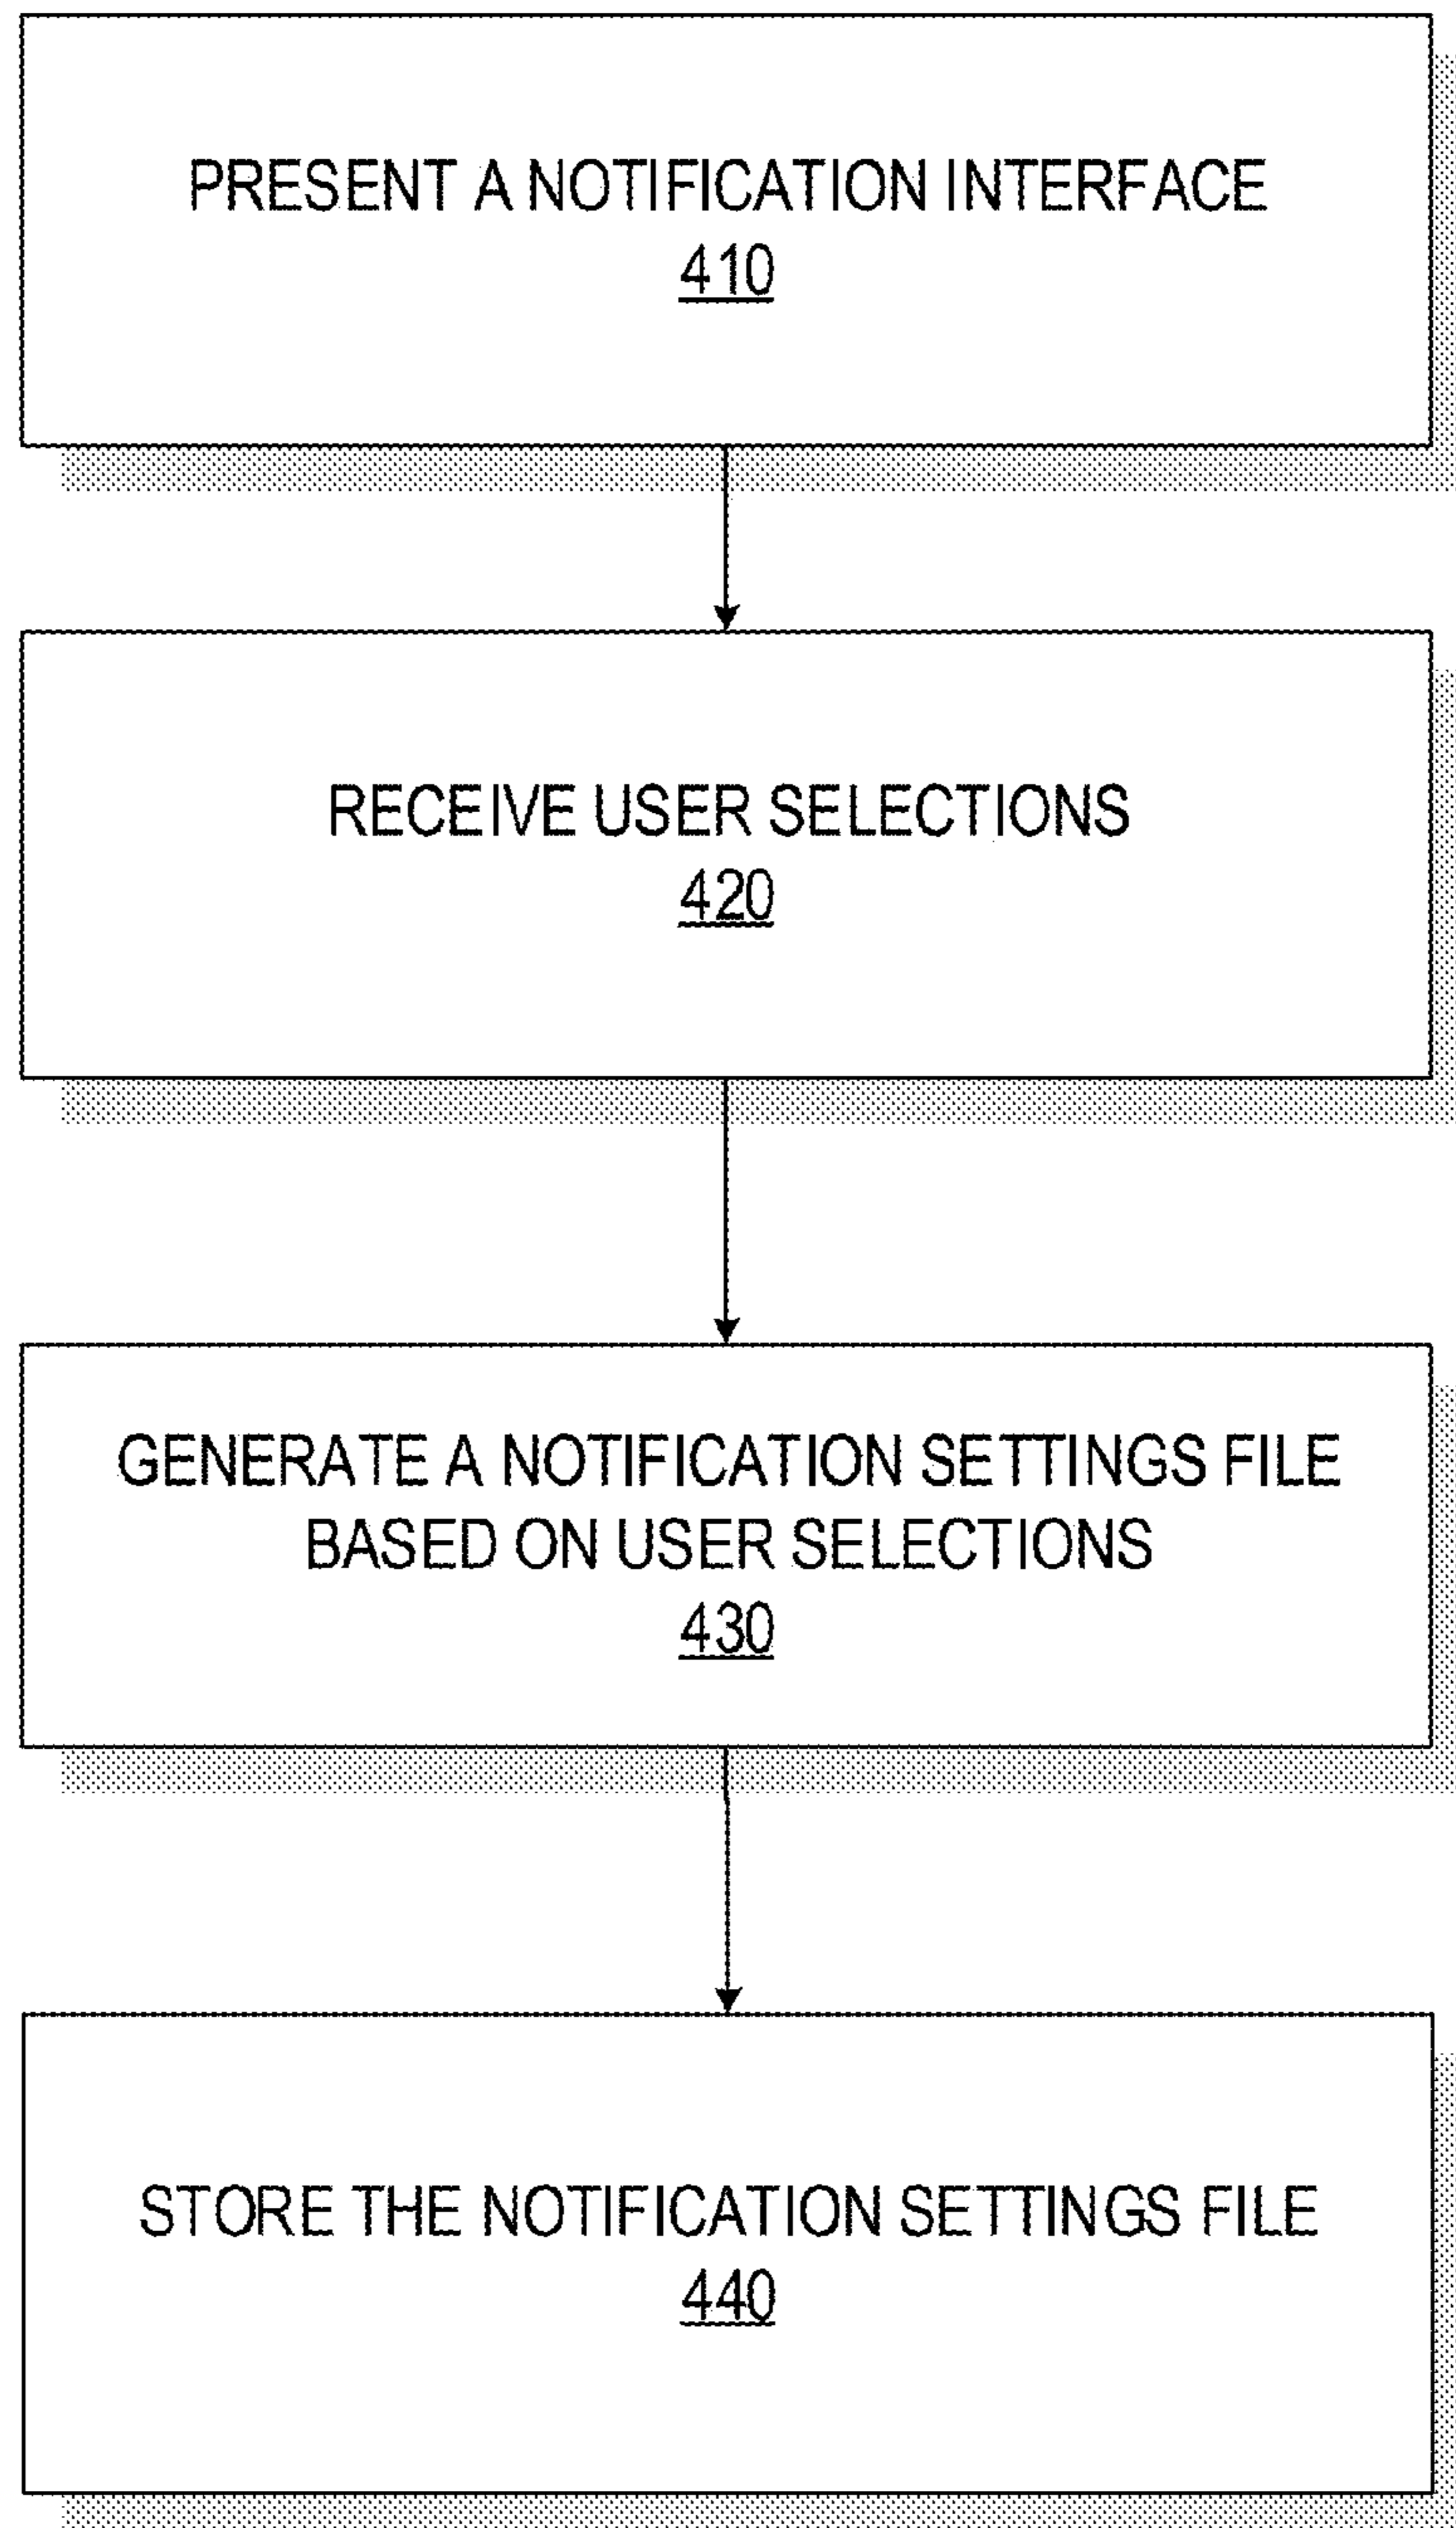 PRESENT A NOTIFICATION INTERFACE
410
RECEIVE USER SELECTIONS
420
GENERATE A NOTIFICATION SETTINGS FILE
BASED ON USER SELECTIONS
430
STORE THE NOTIFICATION SETTINGS FILE
440